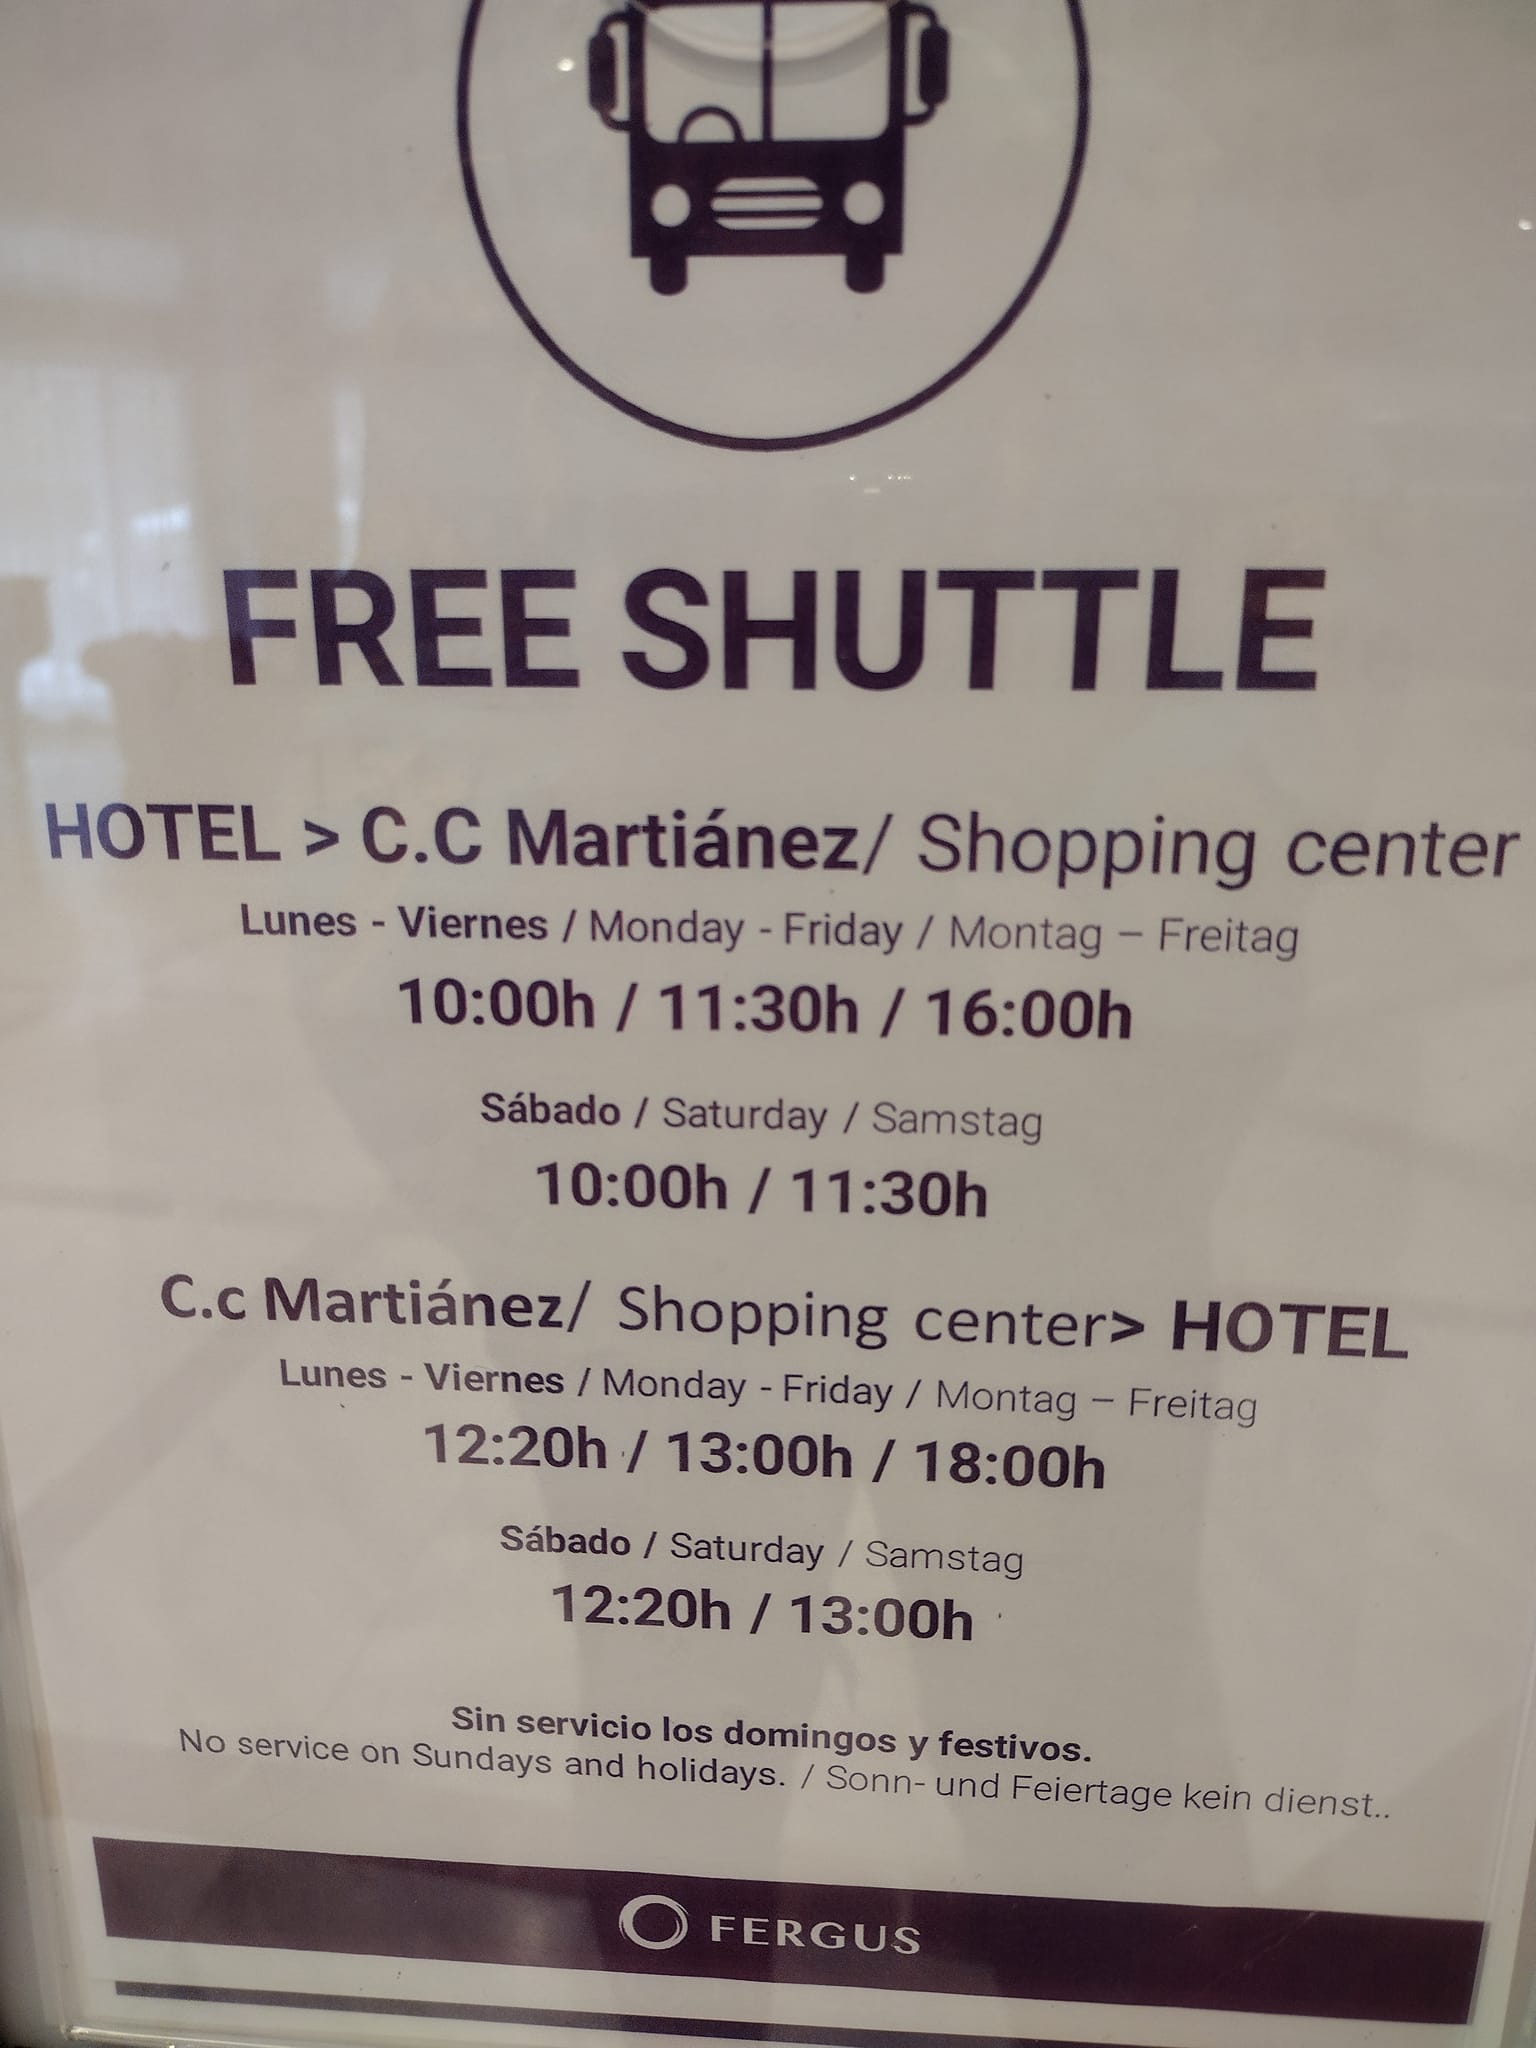 FREE SHUTTLE
HOTEL > C.C Martiánez/ Shopping center
Lunes - Viernes / Monday - Friday / Montag – Freitag
10:00h / 11:30h / 16:00h
Sábado / Saturday / Samstag
10:00h / 11:30h
C.c Martiánez/ Shopping center> HOTEL
Lunes - Viernes / Monday - Friday / Montag – Freitag
12:20h / 13:00h / 18:00h
Sábado / Saturday / Samstag
12:20h / 13:00h
Sin servicio los domingos y festivos.
No service on Sundays and holidays. / Sonn- und Feiertage kein dienst..
FERGUS